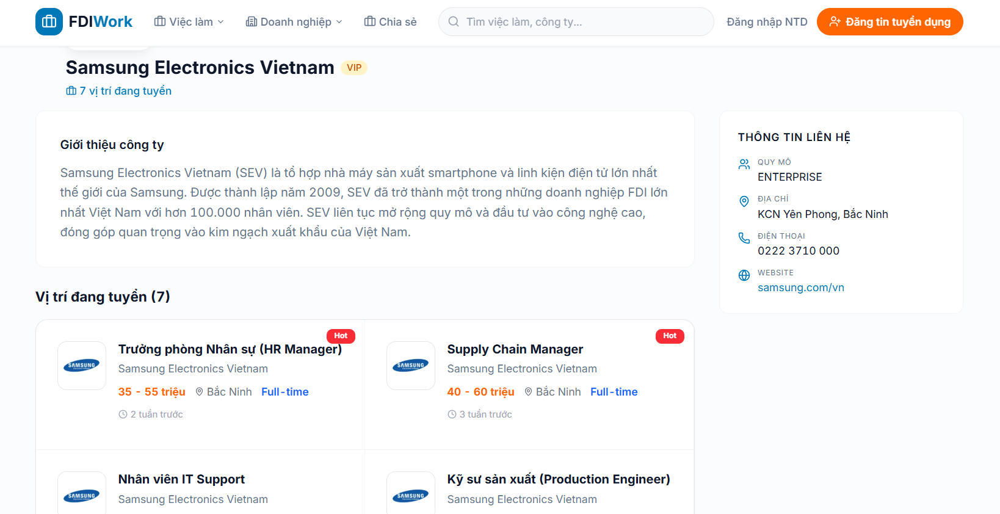 FDIWork
Việc làm
Doanh nghiệp
Chia sẻ
Tìm việc làm, công ty...
Đăng nhập NTD
Đăng tin tuyển dụng
Samsung Electronics Vietnam VIP
7 vị trí đang tuyển
Giới thiệu công ty
Samsung Electronics Vietnam (SEV) là tổ hợp nhà máy sản xuất smartphone và linh kiện điện tử lớn nhất
thế giới của Samsung. Được thành lập năm 2009, SEV đã trở thành một trong những doanh nghiệp FDI lớn
nhất Việt Nam với hơn 100.000 nhân viên. SEV liên tục mở rộng quy mô và đầu tư vào công nghệ cao,
đóng góp quan trọng vào kim ngạch xuất khẩu của Việt Nam.
THÔNG TIN LIÊN HỆ
QUY MÔ
ENTERPRISE
ĐỊA CHỈ
KCN Yên Phong, Bắc Ninh
ĐIỆN THOẠI
0222 3710 000
WEBSITE
samsung.com/vn
Vị trí đang tuyển (7)
Hot
SAMSUNG
Trưởng phòng Nhân sự (HR Manager)
Samsung Electronics Vietnam
35 - 55 triệu Bắc Ninh Full-time
2 tuần trước
Hot
SAMSUNG
Supply Chain Manager
Samsung Electronics Vietnam
40 - 60 triệu Bắc Ninh Full-time
3 tuần trước
SAMSUNG
Nhân viên IT Support
Samsung Electronics Vietnam
SAMSUNG
Kỹ sư sản xuất (Production Engineer)
Samsung Electronics Vietnam